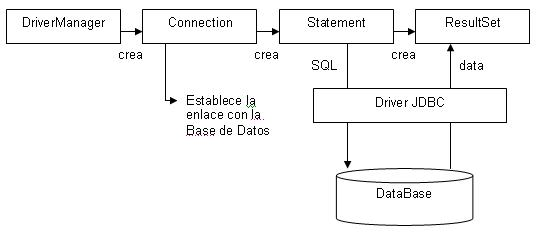 DriverManager
Connection
Statement
ResultSet
crea
crea
crea
SQL
data
Establece la
enlace con la
Base de Datos
Driver JDBC
DataBase